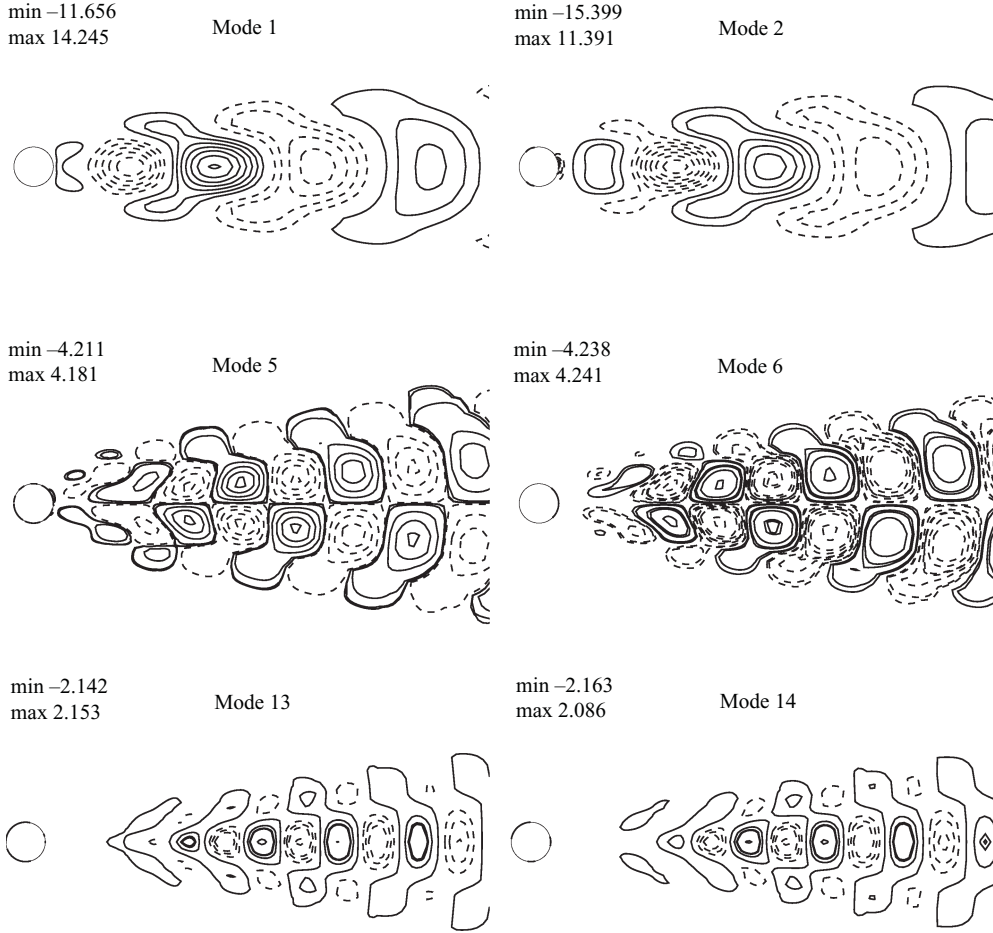 min –11.656
max 14.245
Mode 1
min –15.399
max 11.391
Mode 2
min –4.211
max 4.181
Mode 5
min –4.238
max 4.241
Mode 6
min –2.142
max 2.153
Mode 13
min –2.163
max 2.086
Mode 14